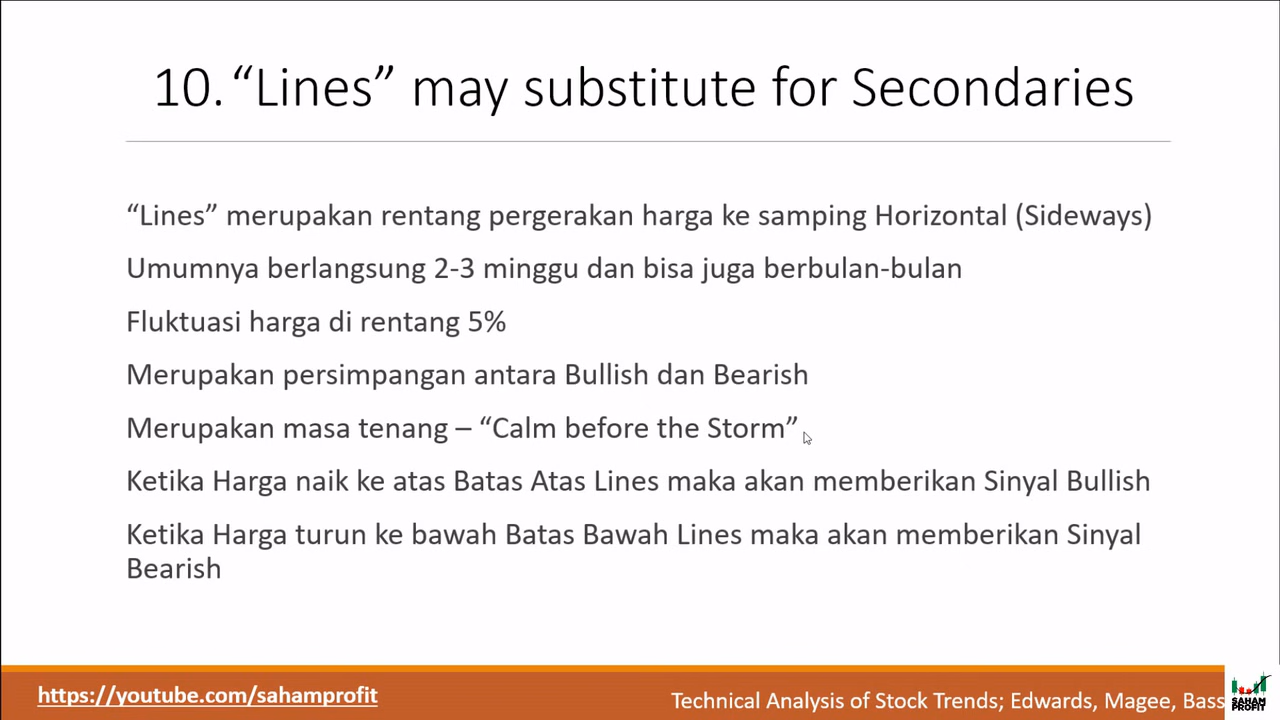 10. “Lines” may substitute for Secondaries
“Lines” merupakan rentang pergerakan harga ke samping Horizontal (Sideways)
Umumnya berlangsung 2-3 minggu dan bisa juga berbulan-bulan
Fluktuasi harga di rentang 5%
Merupakan persimpangan antara Bullish dan Bearish
Merupakan masa tenang – “Calm before the Storm”
Ketika Harga naik ke atas Batas Atas Lines maka akan memberikan Sinyal Bullish
Ketika Harga turun ke bawah Batas Bawah Lines maka akan memberikan Sinyal
Bearish
https://youtube.com/sahamprofit
Technical Analysis of Stock Trends; Edwards, Magee, Bass
SAHAM
PROFIT